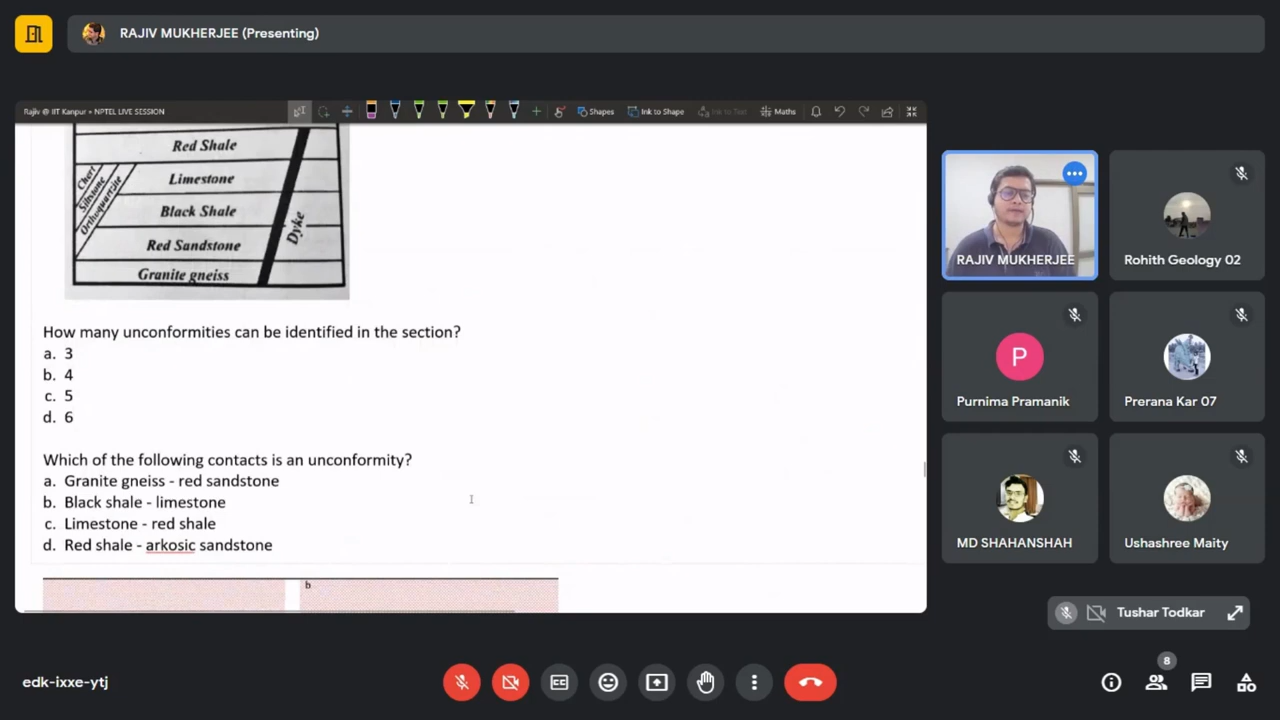 RAJIV MUKHERJEE (Presenting)
Rajiv @ IIT Kanpur « NPTEL LIVE SESSION
Shapes
Ink to Shape
Ink to Text
Maths
Red Shale
Limestone
Black Shale
Red Sandstone
Granite gneiss
Chert
Siltstone
Orthoquartzite
Dyke
How many unconformities can be identified in the section?
a. 3
b. 4
c. 5
d. 6
Which of the following contacts is an unconformity?
a. Granite gneiss - red sandstone
b. Black shale - limestone
c. Limestone - red shale
d. Red shale - arkosic sandstone
b
RAJIV MUKHERJEE
Rohith Geology 02
P
Purnima Pramanik
Prerana Kar 07
MD SHAHANSHAH
Ushashree Maity
Tushar Todkar
edk-ixxe-ytj
8